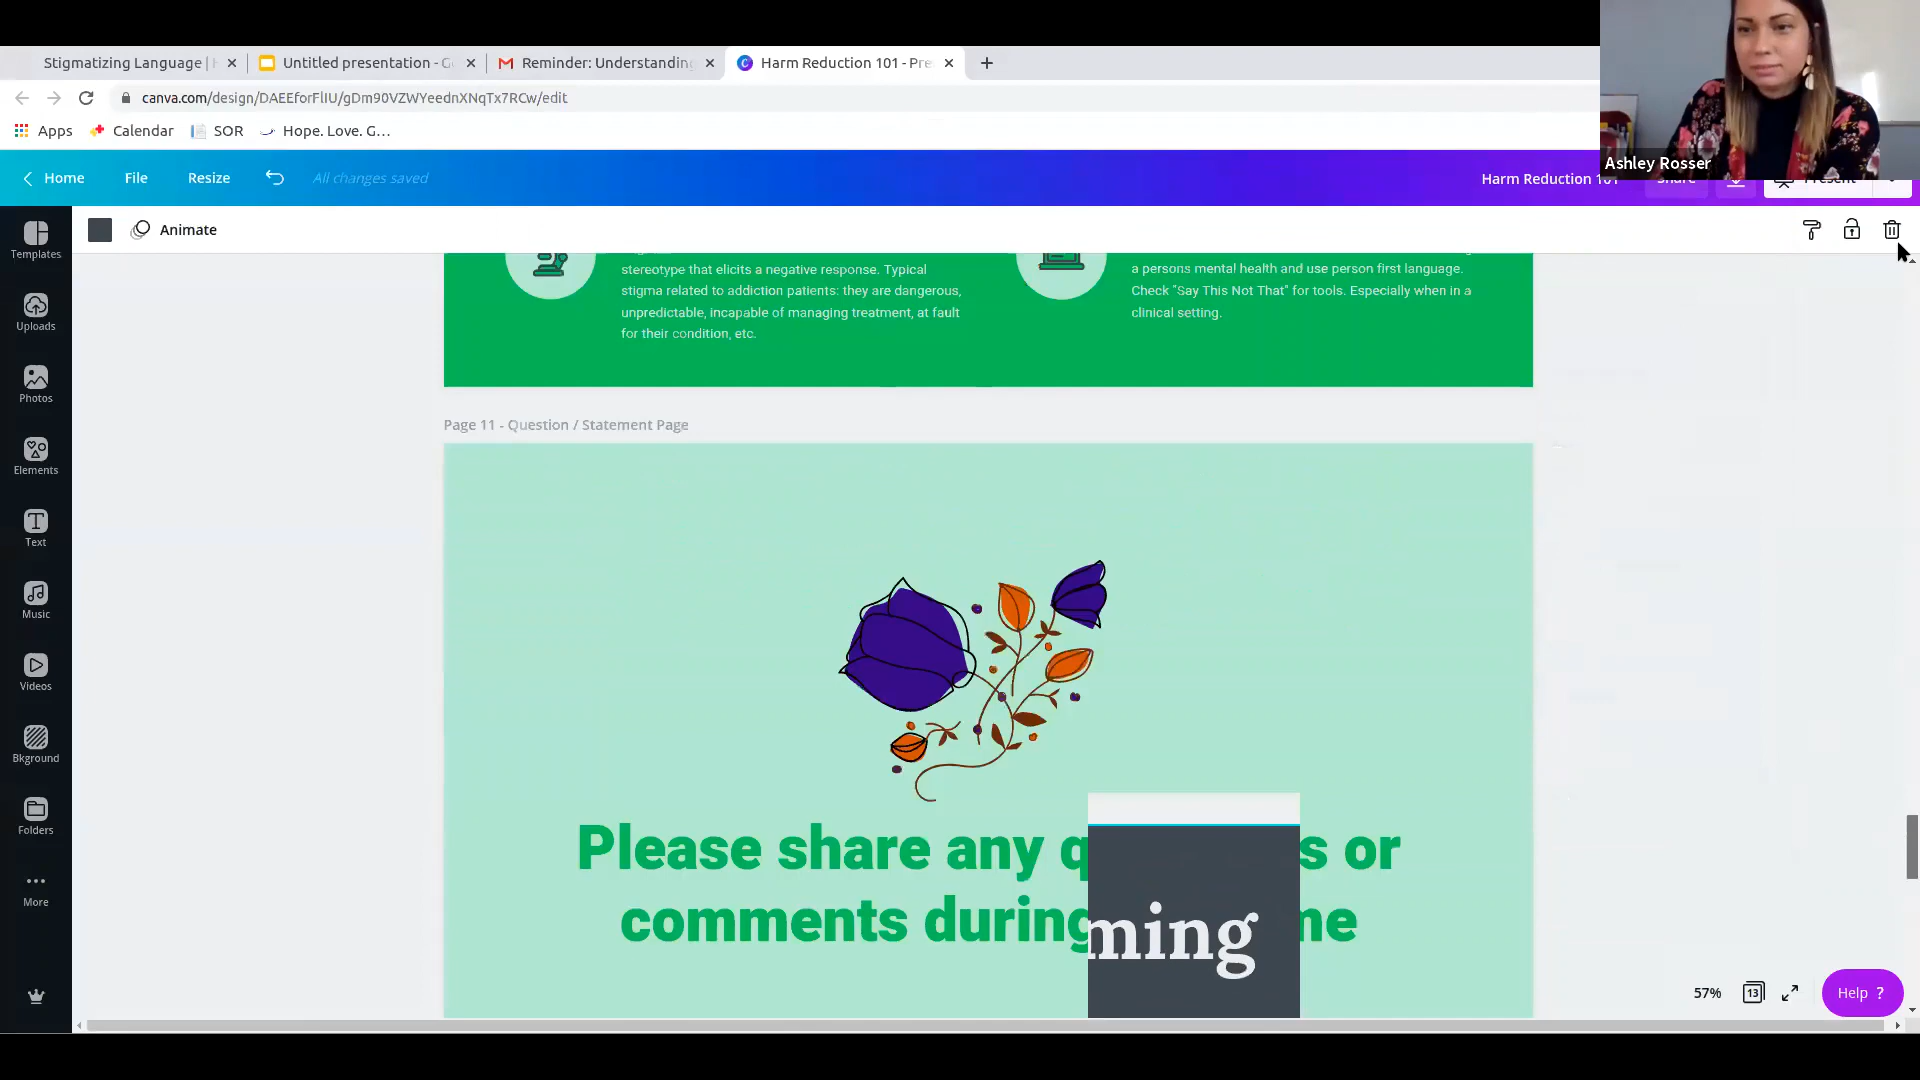 Stigmatizing Language |
Untitled presentation - G
Reminder: Understanding
Harm Reduction 101 - Pre
canva.com/design/DAEEforFlIU/gDm90VZWYeednXNqTx7RCw/edit
Apps
Calendar
SOR
Hope. Love. G...
Ashley Rosser
Home
File
Resize
All changes saved
Harm Reduction 101
Share
Present
Animate
Templates
Uploads
Photos
Elements
Text
Music
Videos
Bkground
Folders
More
stereotype that elicits a negative response. Typical
stigma related to addiction patients: they are dangerous,
unpredictable, incapable of managing treatment, at fault
for their condition, etc.
a persons mental health and use person first language.
Check "Say This Not That" for tools. Especially when in a
clinical setting.
Page 11 - Question / Statement Page
Please share any q s or
comments during me
ming
57%
13
Help ?